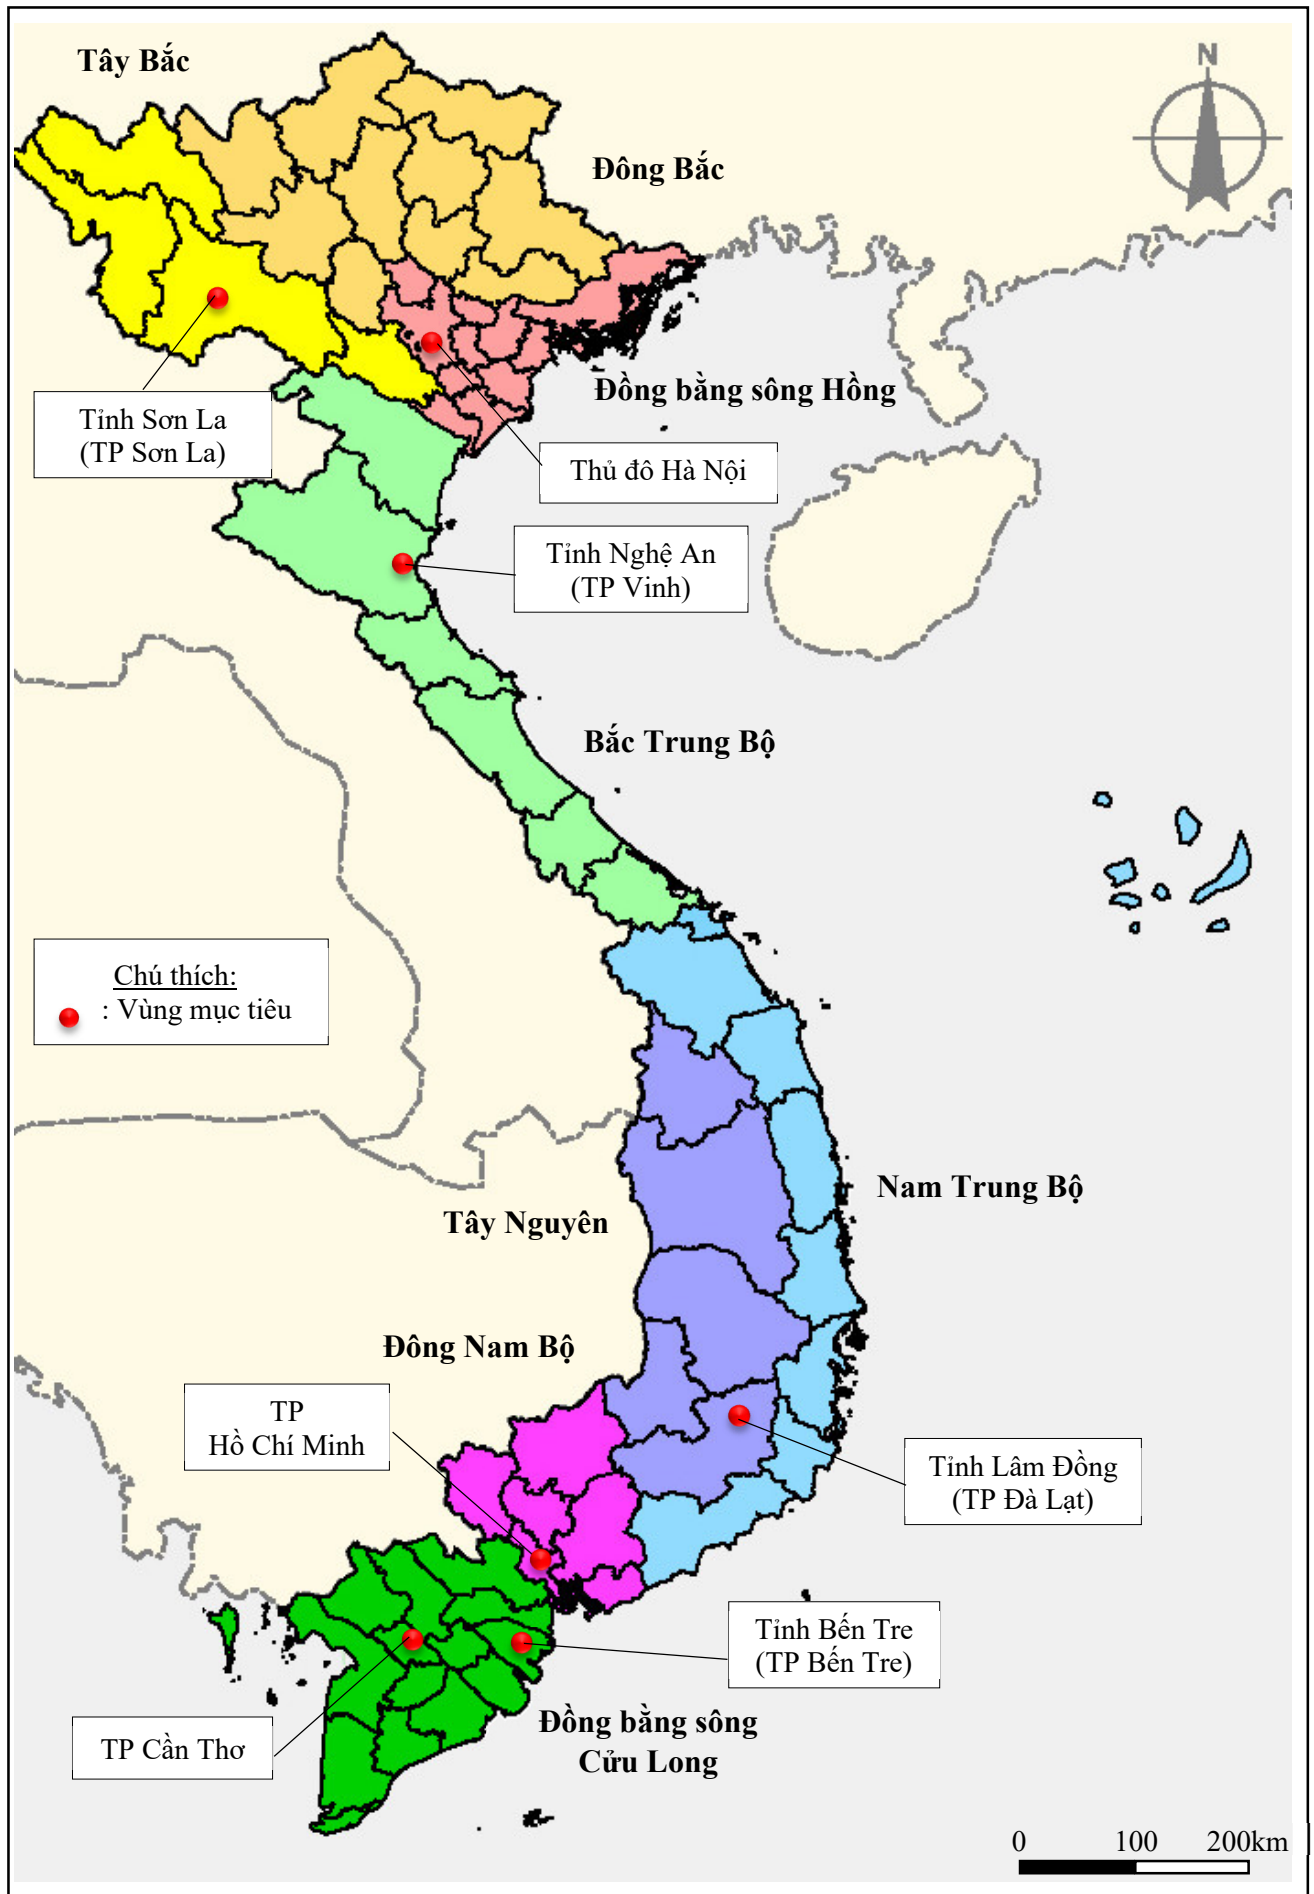 Tây Bắc
N
Đông Bắc
Đồng bằng sông Hồng
Tỉnh Sơn La
(TP Sơn La)
Thủ đô Hà Nội
Tỉnh Nghệ An
(TP Vinh)
Bắc Trung Bộ
Chú thích:
: Vùng mục tiêu
Nam Trung Bộ
Tây Nguyên
Đông Nam Bộ
TP
Hồ Chí Minh
Tỉnh Lâm Đồng
(TP Đà Lạt)
Tỉnh Bến Tre
(TP Bến Tre)
Đồng bằng sông
Cửu Long
TP Cần Thơ
0 100 200km